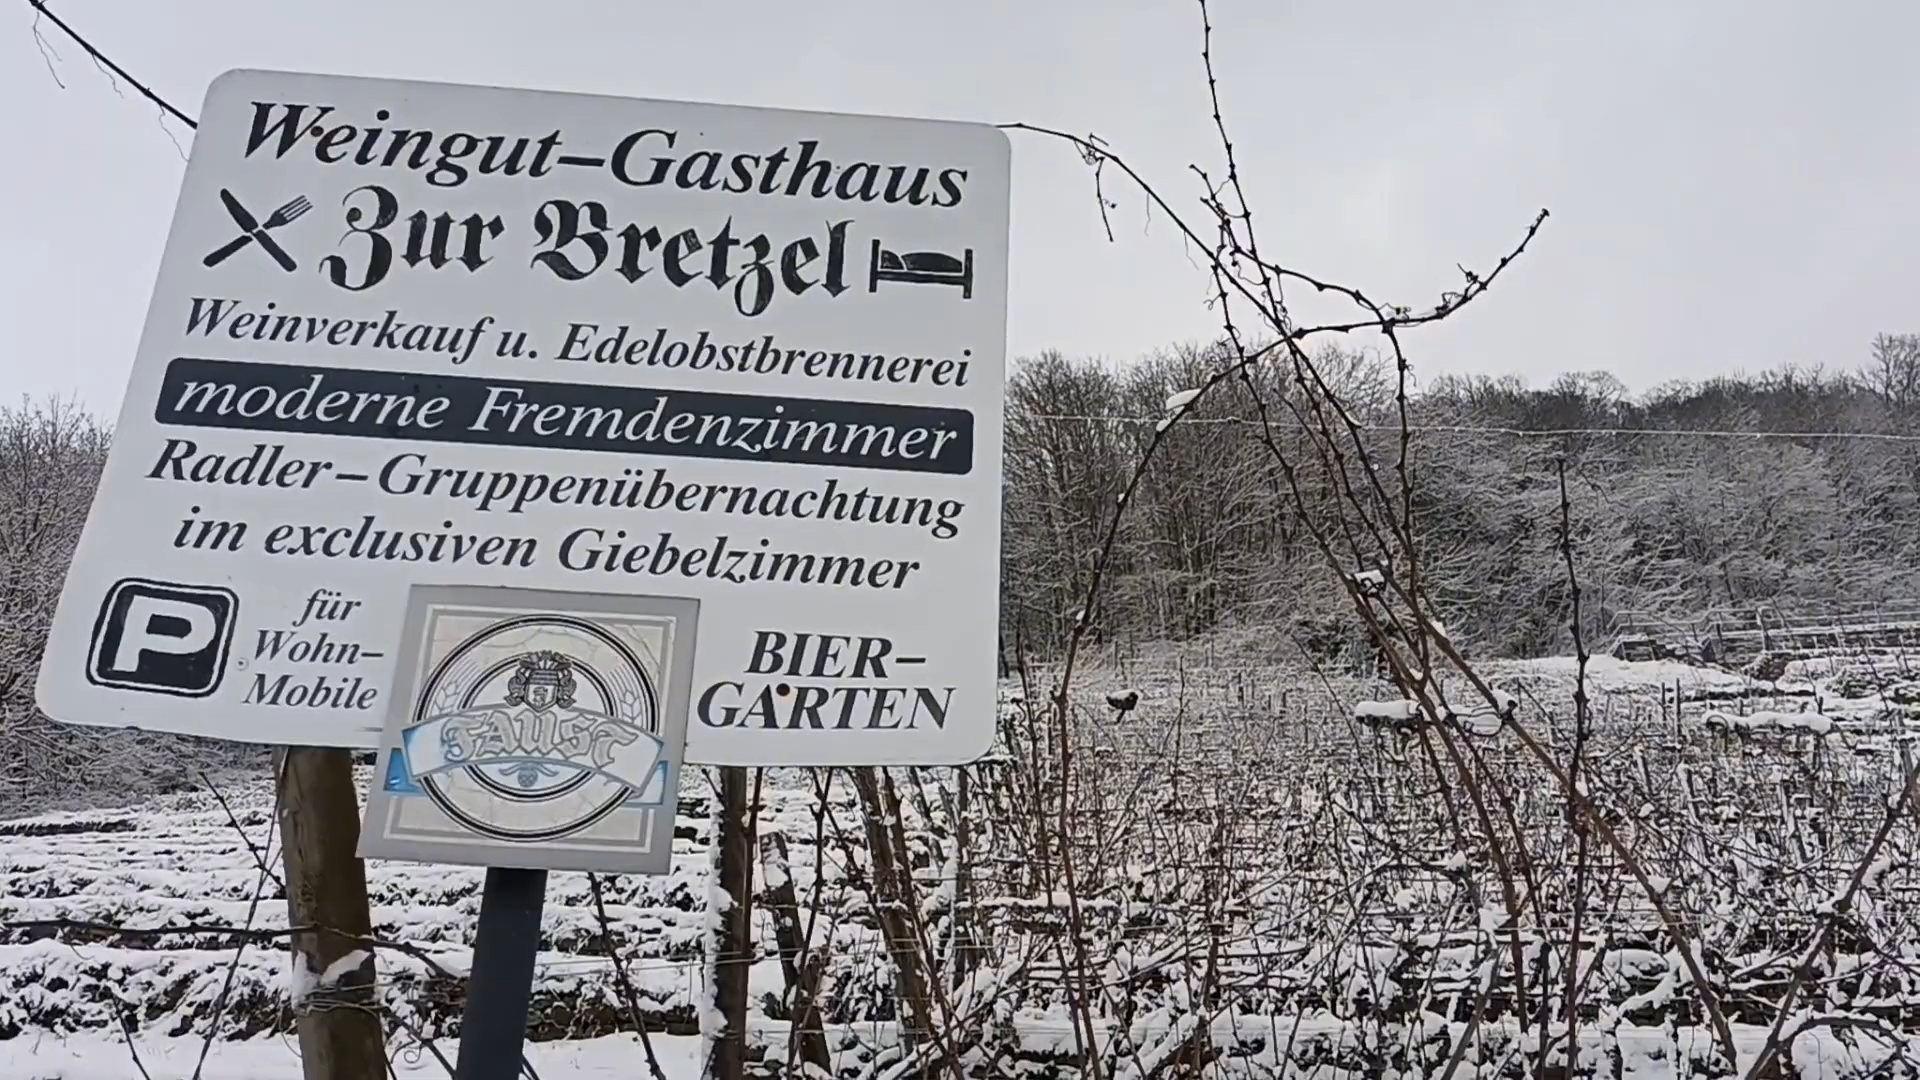 Weingut–Gasthaus
Zur Bretzel
Weinverkauf u. Edelobstbrennerei
moderne Fremdenzimmer
Radler–Gruppenübernachtung
im exclusiven Giebelzimmer
P
für
Wohn–
Mobile
FAUST
BIER–
GARTEN